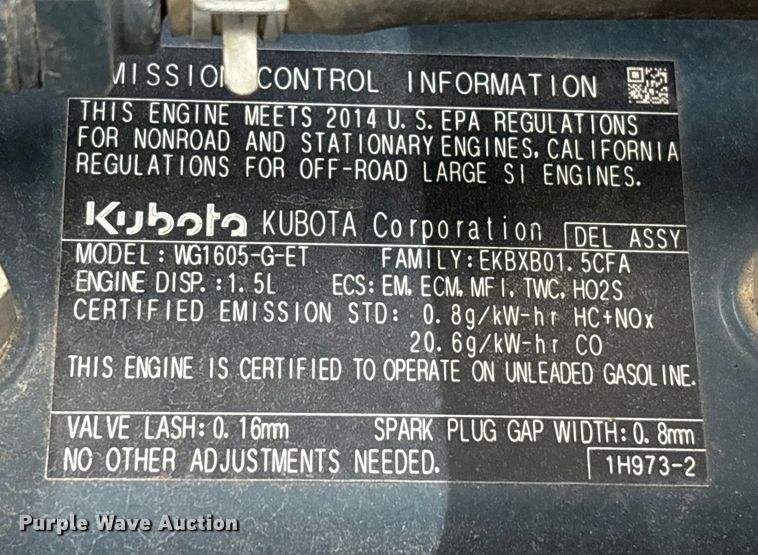 MISSION CONTROL INFORMATION
THIS ENGINE MEETS 2014 U.S. EPA REGULATIONS
FOR NONROAD AND STATIONARY ENGINES, CALIFORNIA
REGULATIONS FOR OFF-ROAD LARGE SI ENGINES.
Kubota KUBOTA Corporation DEL ASSY
MODEL: WG1605-G-ET FAMILY: EKBXB01.5CFA
ENGINE DISP.: 1.5L ECS: EM, ECM, MFI, TWC, HO2S
CERTIFIED EMISSION STD: 0.8g/kW-hr HC+NOx
20.6g/kW-hr CO
THIS ENGINE IS CERTIFIED TO OPERATE ON UNLEADED GASOLINE.
VALVE LASH: 0.16mm SPARK PLUG GAP WIDTH: 0.8mm
NO OTHER ADJUSTMENTS NEEDED. 1H973-2
Purple Wave Auction